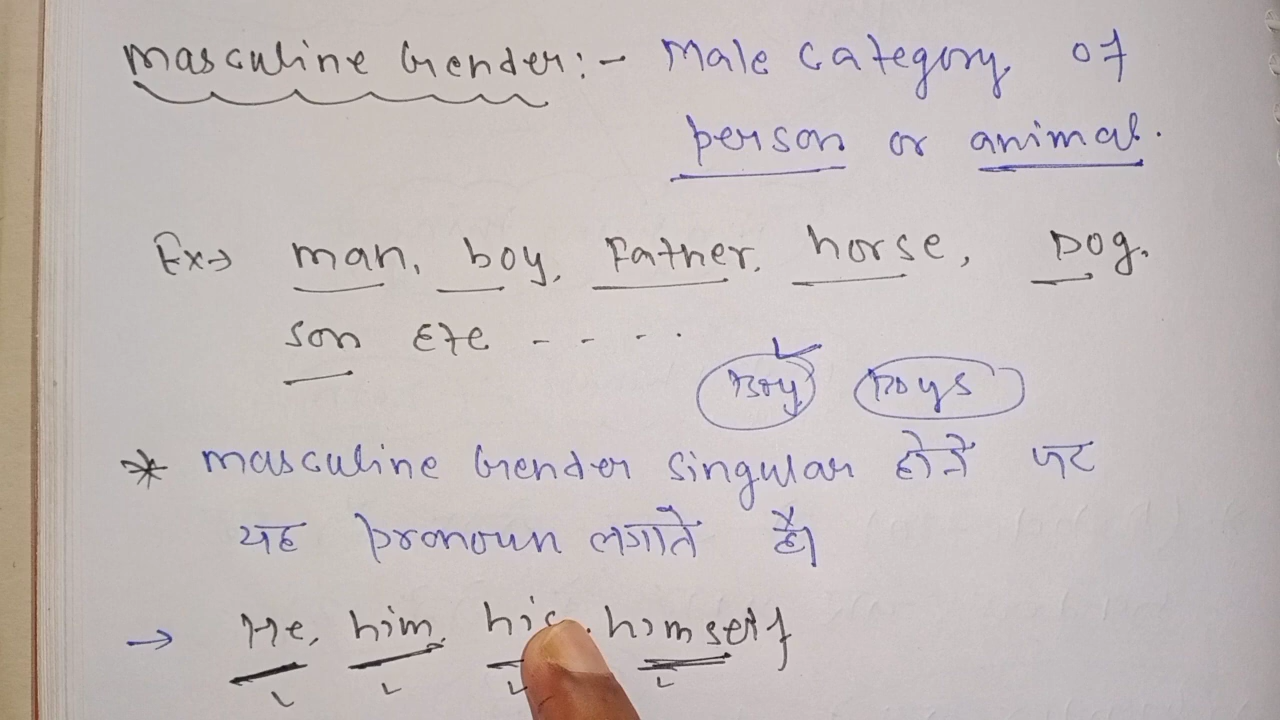 Masculine Gender:- Male Category of
person or animal.
Ex→ man, boy, Father, horse, Dog.
son Etc - - - .
Boy Boys
* masculine Gender singular होने पर
यह pronoun लगाते हैं।
→ He, him, his, himself